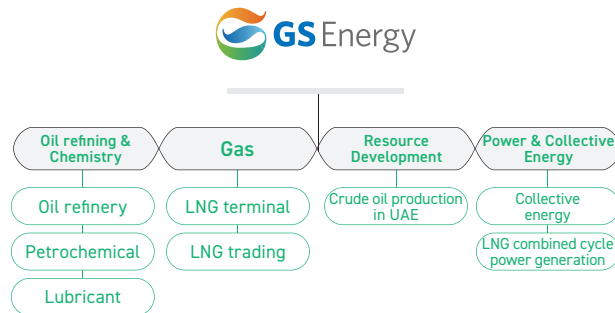 GS Energy
Oil refining &
Chemistry
Gas
Resource
Development
Power & Collective
Energy
Oil refinery
Petrochemical
Lubricant
LNG terminal
LNG trading
Crude oil production
in UAE
Collective
energy
LNG combined cycle
power generation